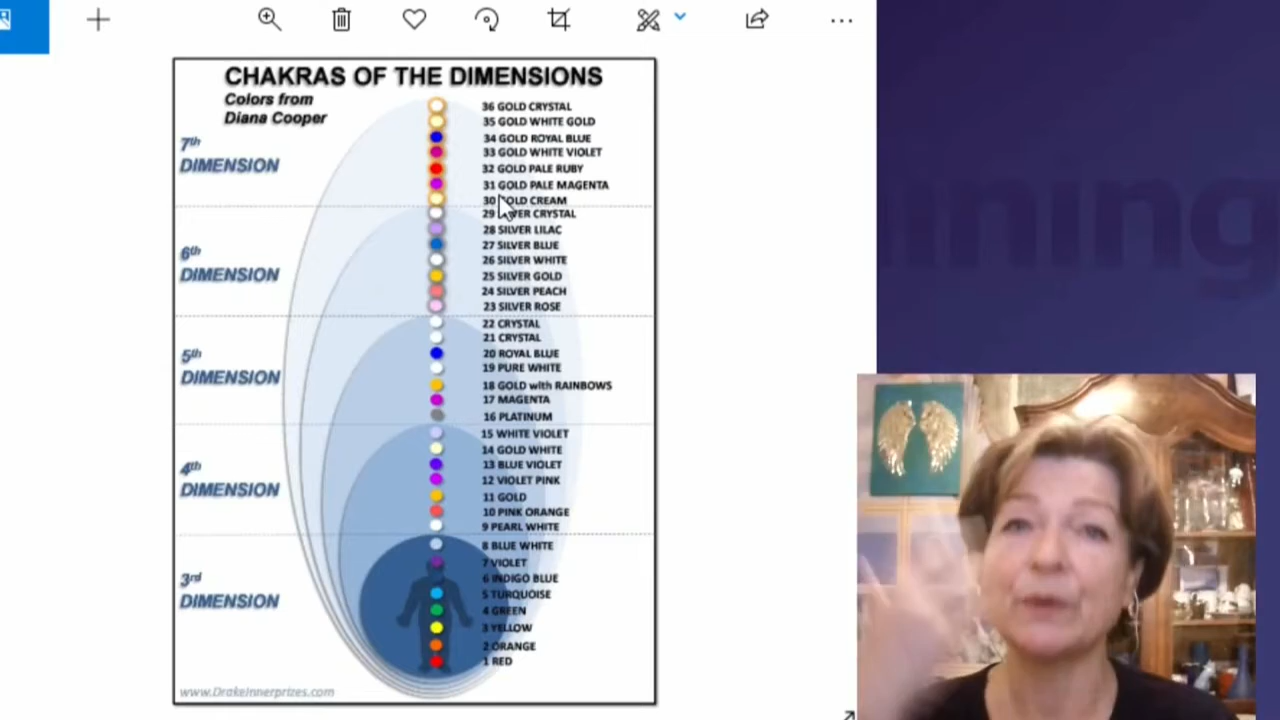 CHAKRAS OF THE DIMENSIONS
Colors from
Diana Cooper
7th
DIMENSION
36 GOLD CRYSTAL
35 GOLD WHITE GOLD
34 GOLD ROYAL BLUE
33 GOLD WHITE VIOLET
32 GOLD PALE RUBY
31 GOLD PALE MAGENTA
30 GOLD CREAM
6th
DIMENSION
29 SILVER CRYSTAL
28 SILVER LILAC
27 SILVER BLUE
26 SILVER WHITE
25 SILVER GOLD
24 SILVER PEACH
23 SILVER ROSE
5th
DIMENSION
22 CRYSTAL
21 CRYSTAL
20 ROYAL BLUE
19 PURE WHITE
18 GOLD with RAINBOWS
17 MAGENTA
16 PLATINUM
4th
DIMENSION
15 WHITE VIOLET
14 GOLD WHITE
13 BLUE VIOLET
12 VIOLET PINK
11 GOLD
10 PINK ORANGE
9 PEARL WHITE
3rd
DIMENSION
8 BLUE WHITE
7 VIOLET
6 INDIGO BLUE
5 TURQUOISE
4 GREEN
3 YELLOW
2 ORANGE
1 RED
www.DrakeInnerprizes.com